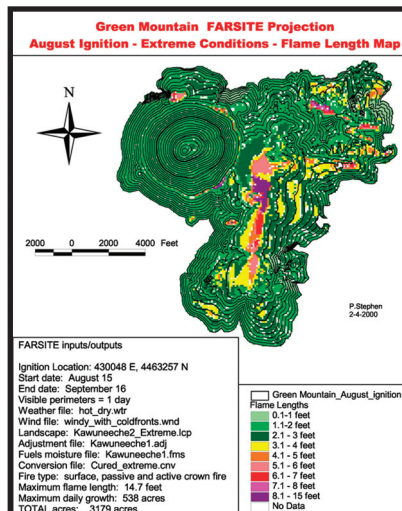 Green Mountain FARSITE Projection
August Ignition - Extreme Conditions - Flame Length Map
N
2000 0 2000 4000 Feet
P.Stephen
2-4-2000
FARSITE inputs/outputs
Ignition Location: 430048 E, 4463257 N
Start date: August 15
End date: September 16
Visible perimeters = 1 day
Weather file: hot_dry.wtr
Wind file: windy_with_coldfronts.wnd
Landscape: Kawuneeche2_Extreme.lcp
Adjustment file: Kawuneeche1.adj
Fuels moisture file: Kawuneeche1.fms
Conversion file: Cured_extreme.cnv
Fire type: surface, passive and active crown fire
Maximum flame length: 14.7 feet
Maximum daily growth: 538 acres
TOTAL acres: 3179 acres
Green Mountain_August_ignition
Flame Lengths
0.1-1 feet
1.1-2 feet
2.1 - 3 feet
3.1 - 4 feet
4.1 - 5 feet
5.1 - 6 feet
6.1 - 7 feet
7.1 - 8 feet
8.1 - 15 feet
No Data